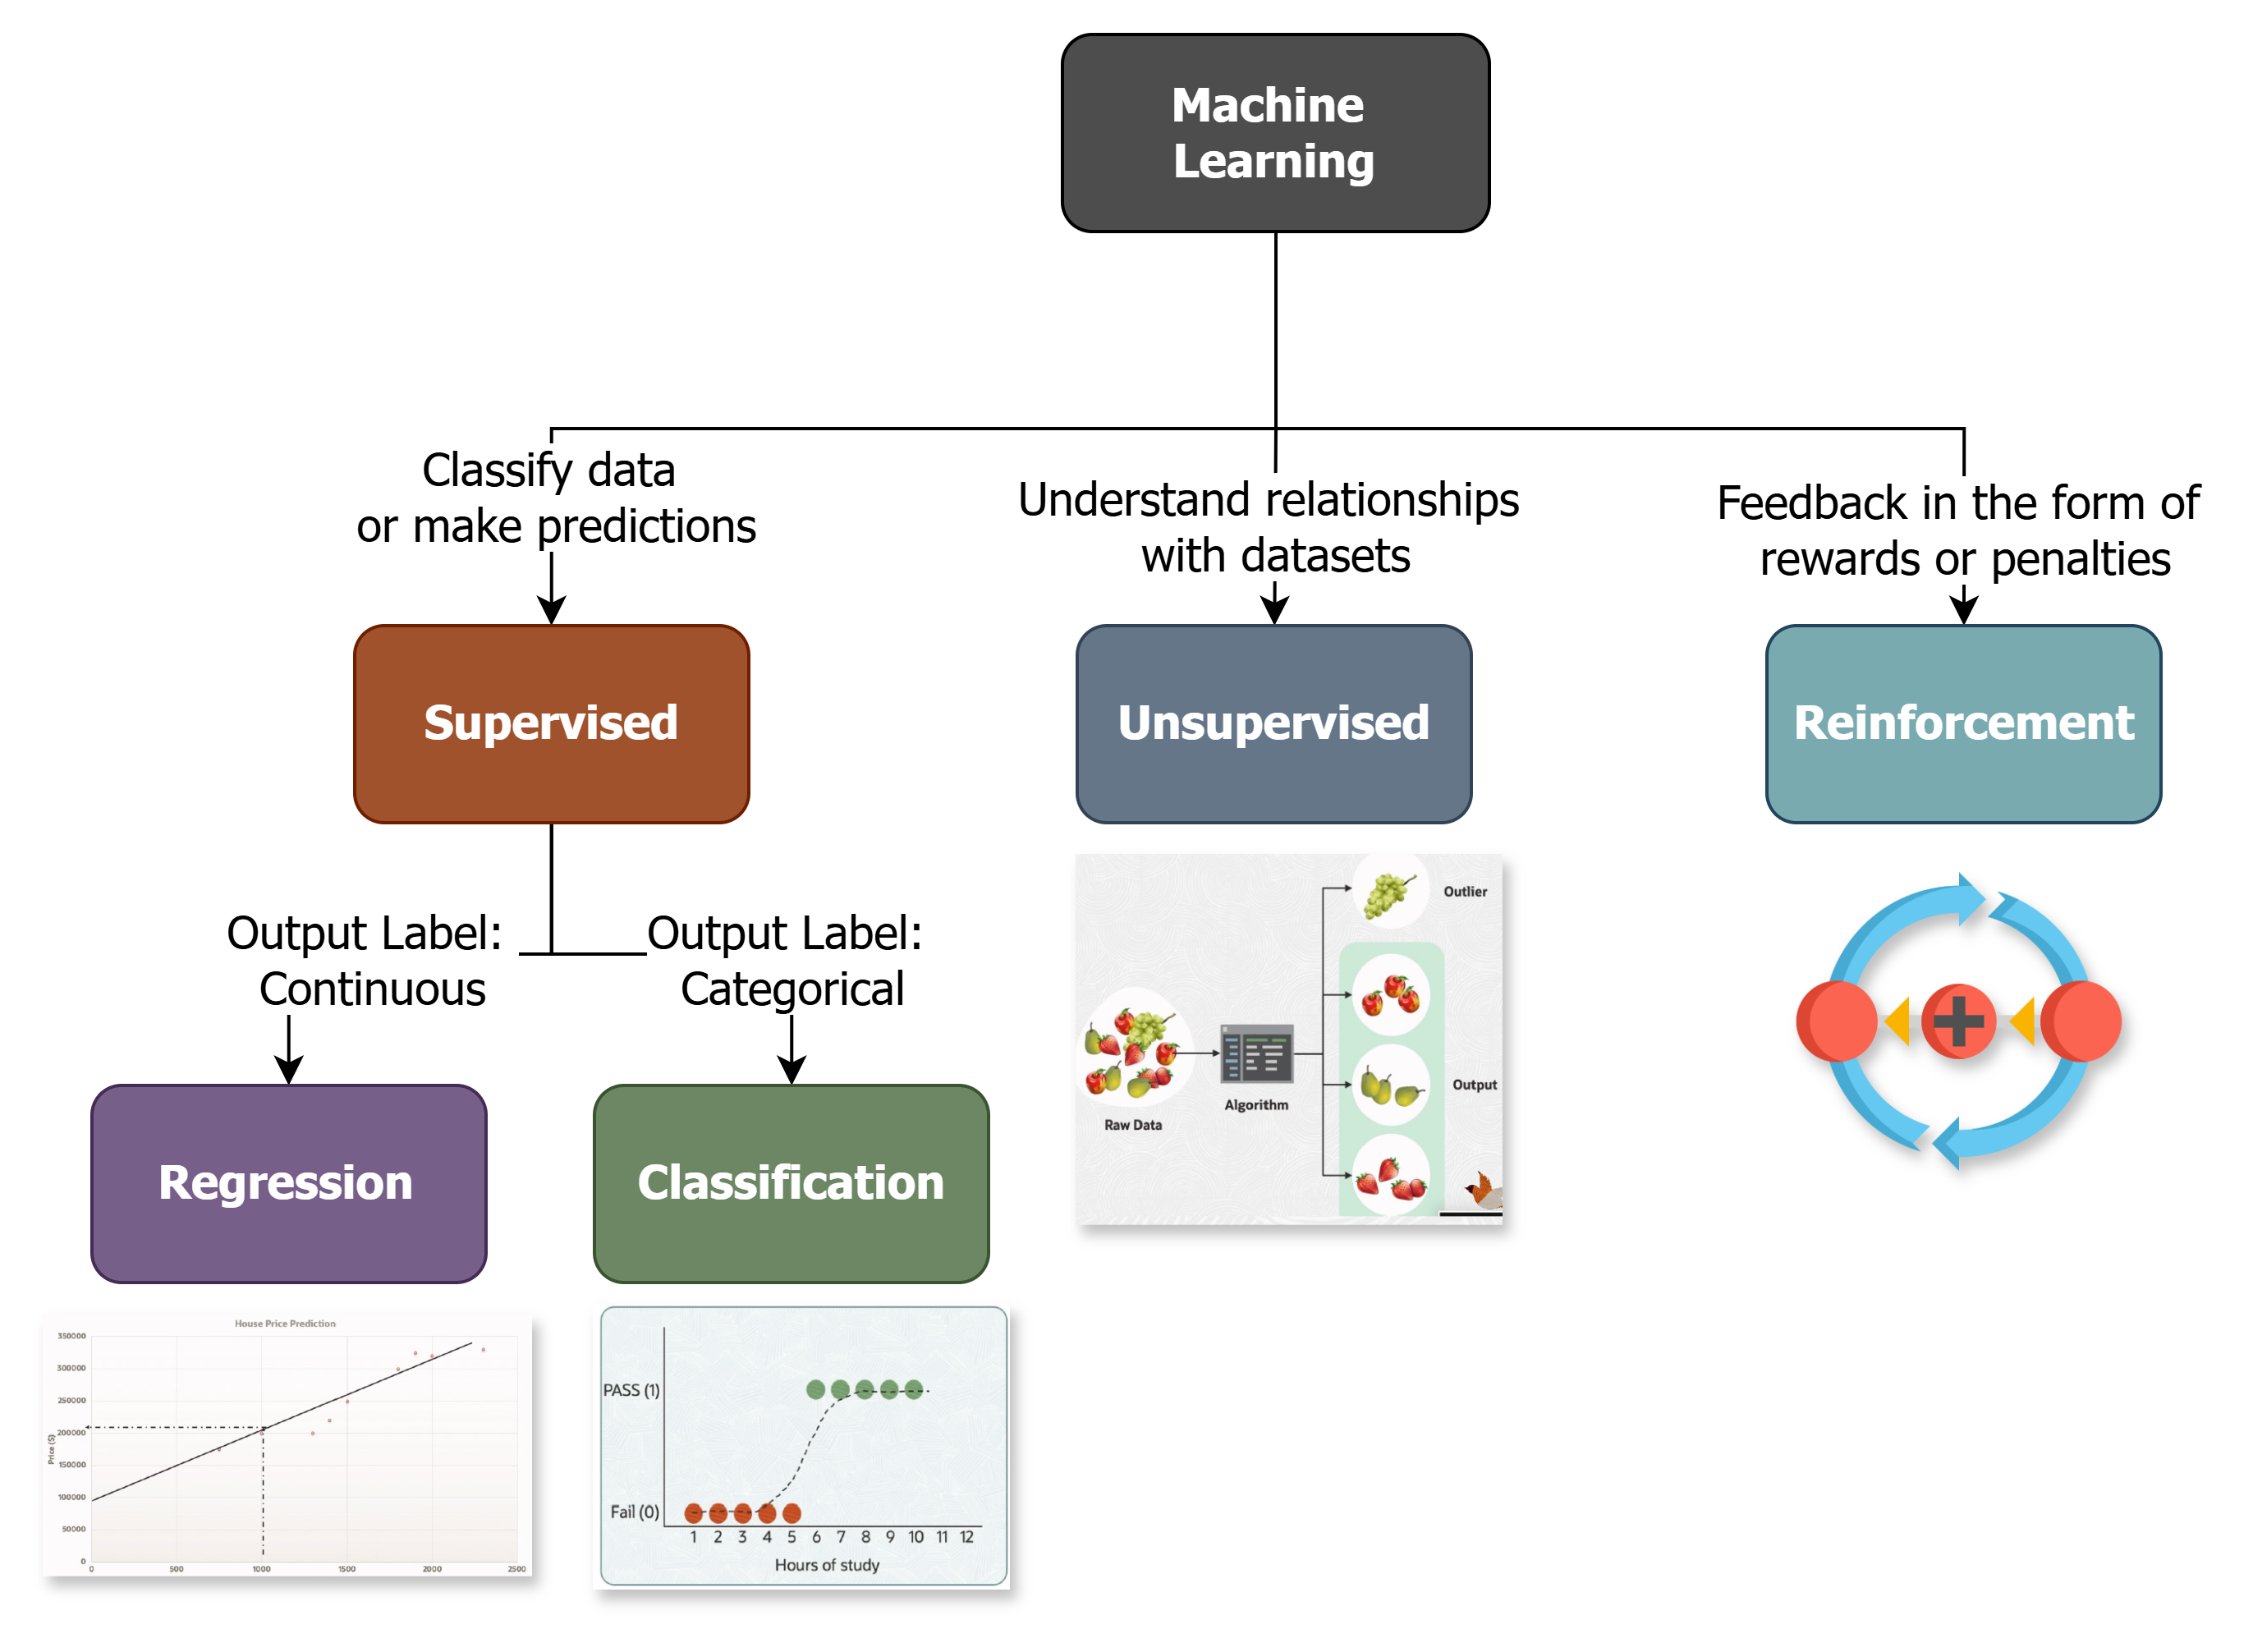 Machine
Learning
Classify data
or make predictions
Understand relationships
with datasets
Feedback in the form of
rewards or penalties
Supervised
Unsupervised
Reinforcement
Output Label:
Continuous
Output Label:
Categorical
Regression
Classification
Outlier
Output
Algorithm
Raw Data
House Price Prediction
Price ($)
350000
300000
250000
200000
150000
100000
50000
0
0 500 1000 1500 2000 2500
PASS (1)
Fail (0)
1 2 3 4 5 6 7 8 9 10 11 12
Hours of study